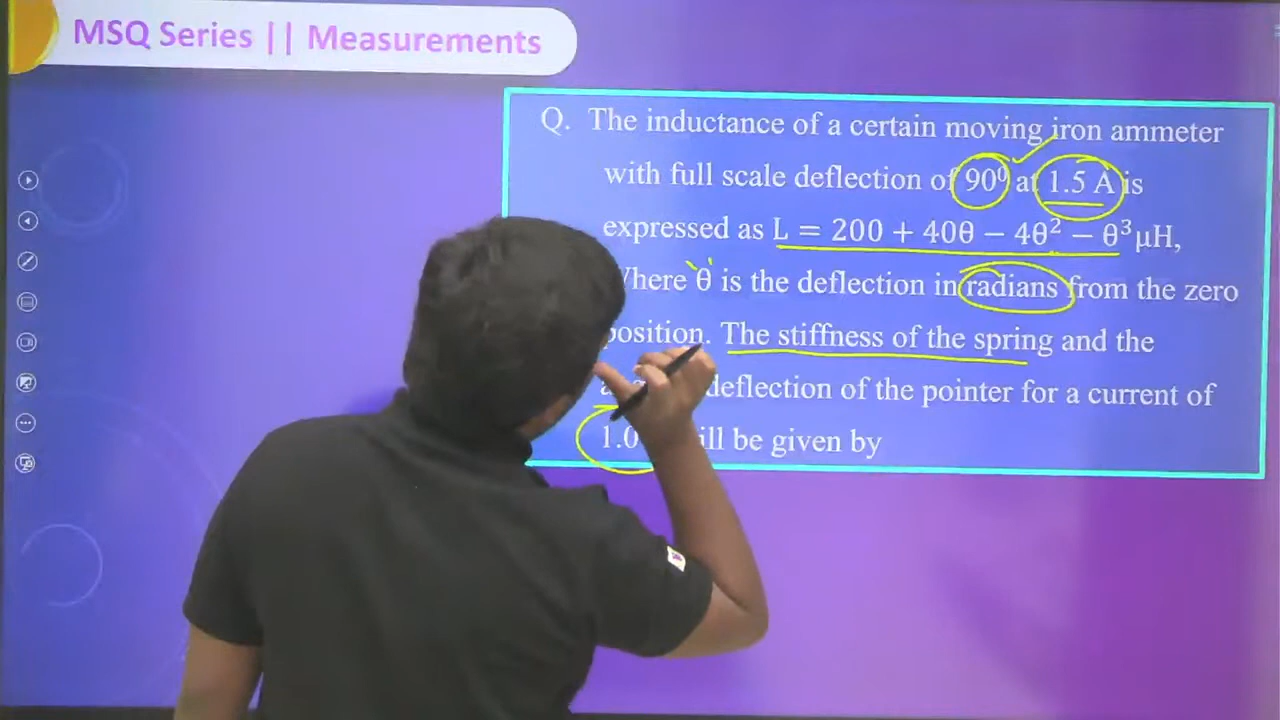 MSQ Series || Measurements
Q. The inductance of a certain moving iron ammeter
with full scale deflection of 90⁰ at 1.5 A is
expressed as L = 200 + 40θ − 4θ² − θ³ μH,
θ is the deflection in radians from the zero
position. The stiffness of the spring and the
deflection of the pointer for a current of
1.0 be given by